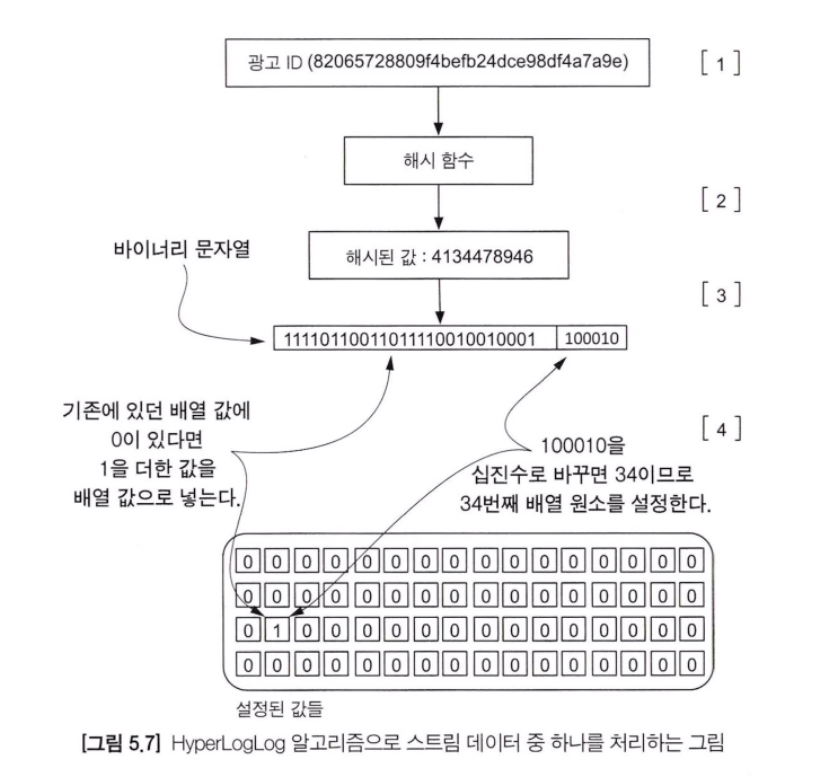 광고 ID (82065728809f4befb24dce98df4a7a9e)
[ 1 ]
해시 함수
[ 2 ]
해시된 값 : 4134478946
바이너리 문자열
[ 3 ]
11110110011011110010010001 100010
기존에 있던 배열 값에
0이 있다면
1을 더한 값을
배열 값으로 넣는다.
[ 4 ]
100010을
십진수로 바꾸면 34이므로
34번째 배열 원소를 설정한다.
0 0 0 0 0 0 0 0 0 0 0 0 0 0 0 0
0 0 0 0 0 0 0 0 0 0 0 0 0 0 0 0
0 1 0 0 0 0 0 0 0 0 0 0 0 0 0 0
0 0 0 0 0 0 0 0 0 0 0 0 0 0 0 0
설정된 값들
[그림 5.7] HyperLogLog 알고리즘으로 스트림 데이터 중 하나를 처리하는 그림